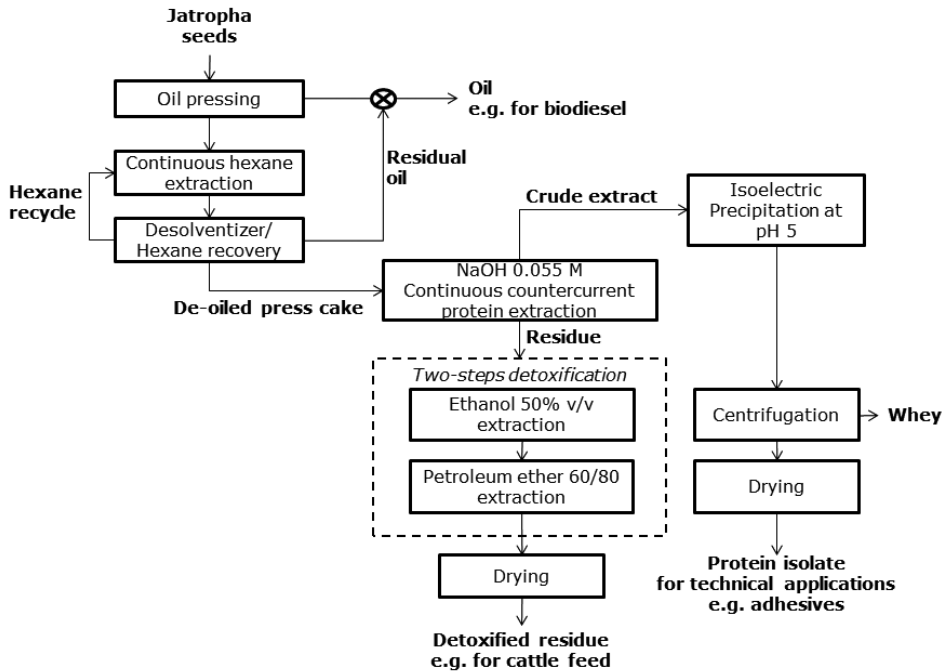 Jatropha
seeds
Oil pressing
Oil
e.g. for biodiesel
Continuous hexane
extraction
Residual
oil
Hexane
recycle
Desolventizer/
Hexane recovery
De-oiled press cake
Crude extract
Isoelectric
Precipitation at
pH 5
NaOH 0.055 M
Continuous countercurrent
protein extraction
Residue
Two-steps detoxification
Ethanol 50% v/v
extraction
Petroleum ether 60/80
extraction
Drying
Detoxified residue
e.g. for cattle feed
Centrifugation
Whey
Drying
Protein isolate
for technical applications
e.g. adhesives